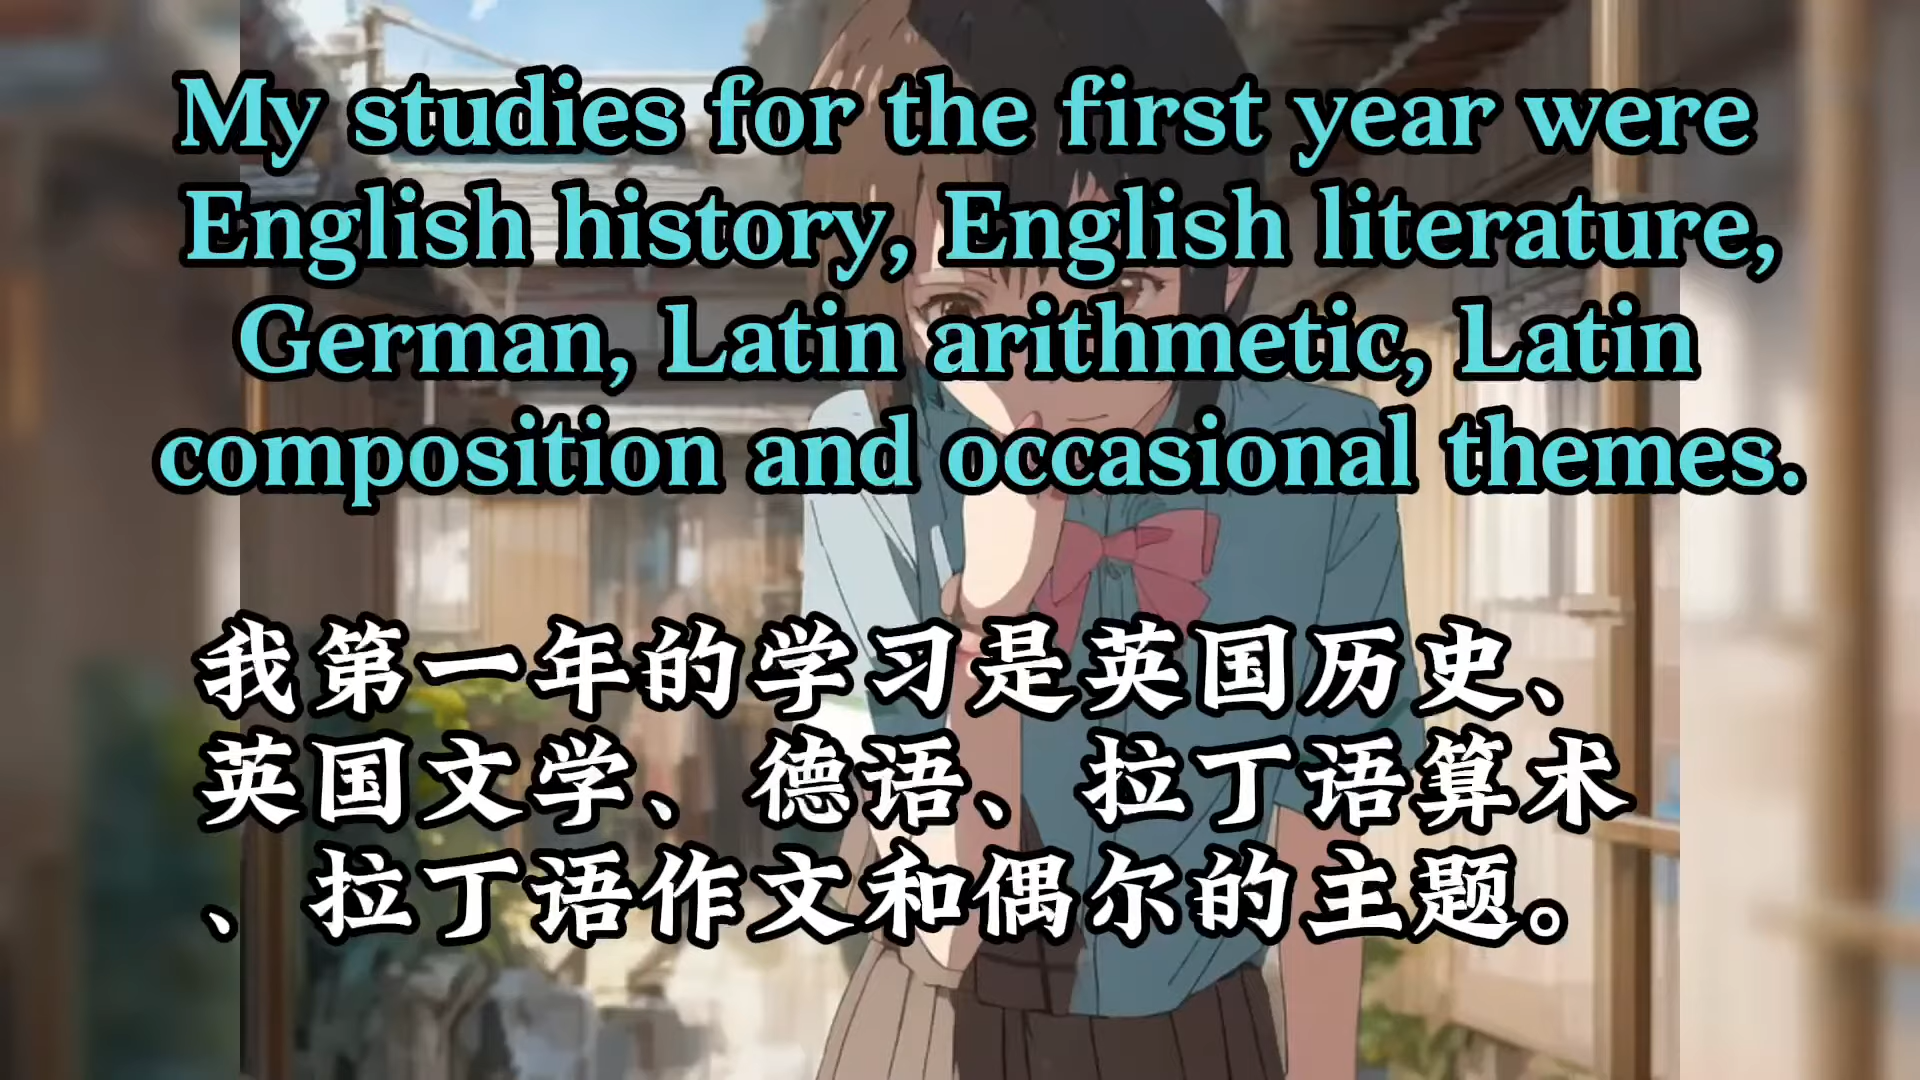 My studies for the first year were
English history, English literature,
German, Latin arithmetic, Latin
composition and occasional themes.
我第一年的学习是英国历史、
英国文学、德语、拉丁语算术
、拉丁语作文和偶尔的主题。